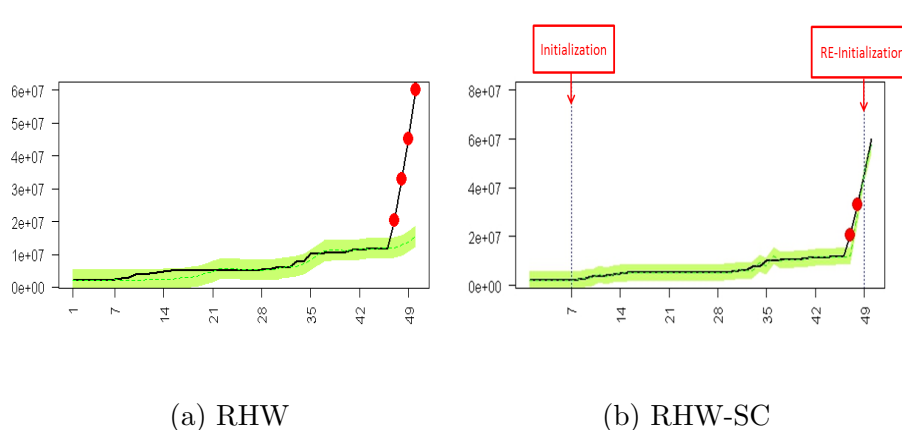 Initialization
RE-Initialization
6e+07
5e+07
4e+07
3e+07
2e+07
1e+07
0e+00
1 7 14 21 28 35 42 49
8e+07
6e+07
4e+07
2e+07
0e+00
7 14 21 28 35 42 49
(a) RHW
(b) RHW-SC